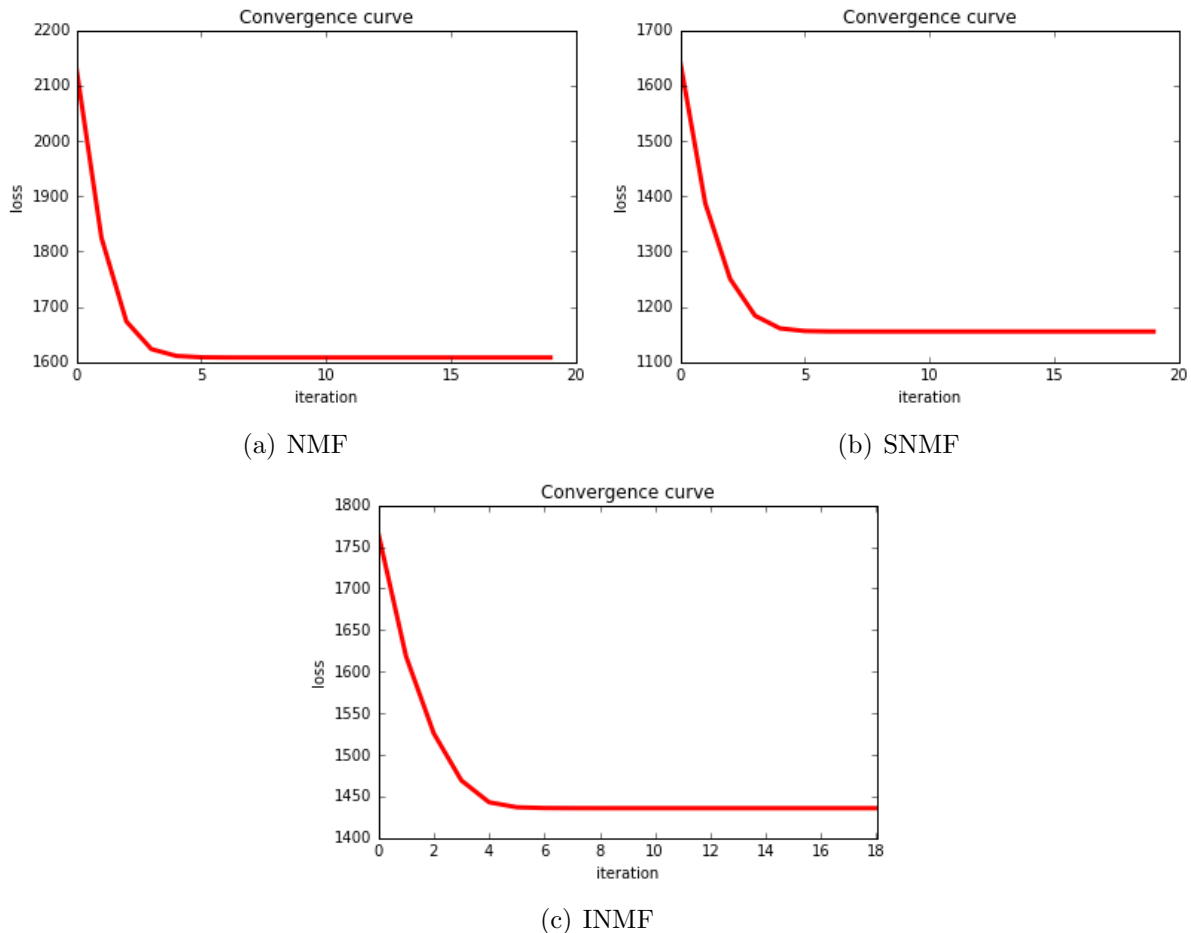 Convergence curve
2200
2100
2000
1900
1800
1700
1600
loss
0 5 10 15 20
iteration
(a) NMF
Convergence curve
1700
1600
1500
1400
1300
1200
1100
loss
0 5 10 15 20
iteration
(b) SNMF
Convergence curve
1800
1750
1700
1650
1600
1550
1500
1450
1400
loss
0 2 4 6 8 10 12 14 16 18
iteration
(c) INMF